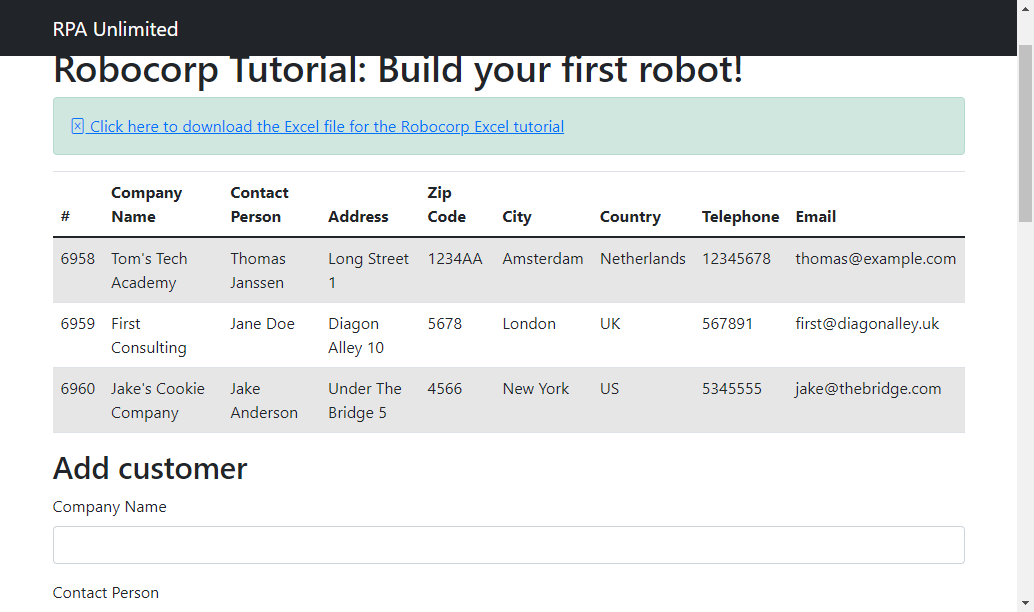 RPA Unlimited
Robocorp Tutorial: Build your first robot!
Click here to download the Excel file for the Robocorp Excel tutorial
# Company Name Contact Person Address Zip Code City Country Telephone Email
6958 Tom's Tech Academy Thomas Janssen Long Street 1 1234AA Amsterdam Netherlands 12345678 thomas@example.com
6959 First Consulting Jane Doe Diagon Alley 10 5678 London UK 567891 first@diagonalley.uk
6960 Jake's Cookie Company Jake Anderson Under The Bridge 5 4566 New York US 5345555 jake@thebridge.com
Add customer
Company Name
Contact Person